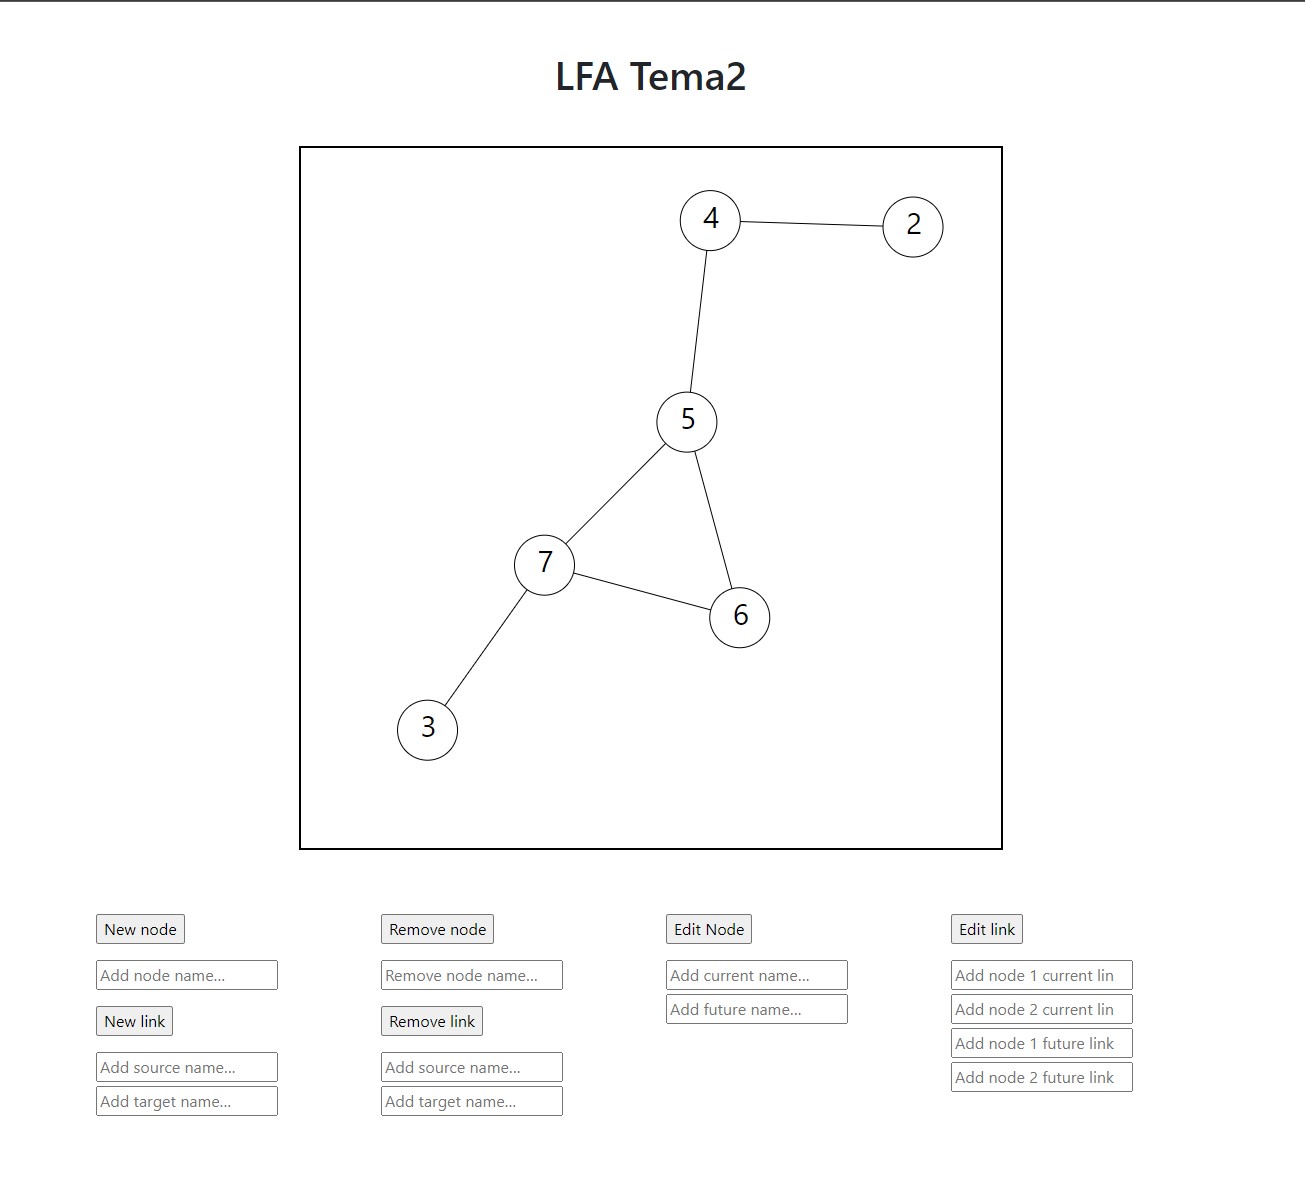 LFA Tema2
4
2
5
7
6
3
New node
Add node name...
New link
Add source name...
Add target name...
Remove node
Remove node name...
Remove link
Add source name...
Add target name...
Edit Node
Add current name...
Add future name...
Edit link
Add node 1 current lin
Add node 2 current lin
Add node 1 future link
Add node 2 future link